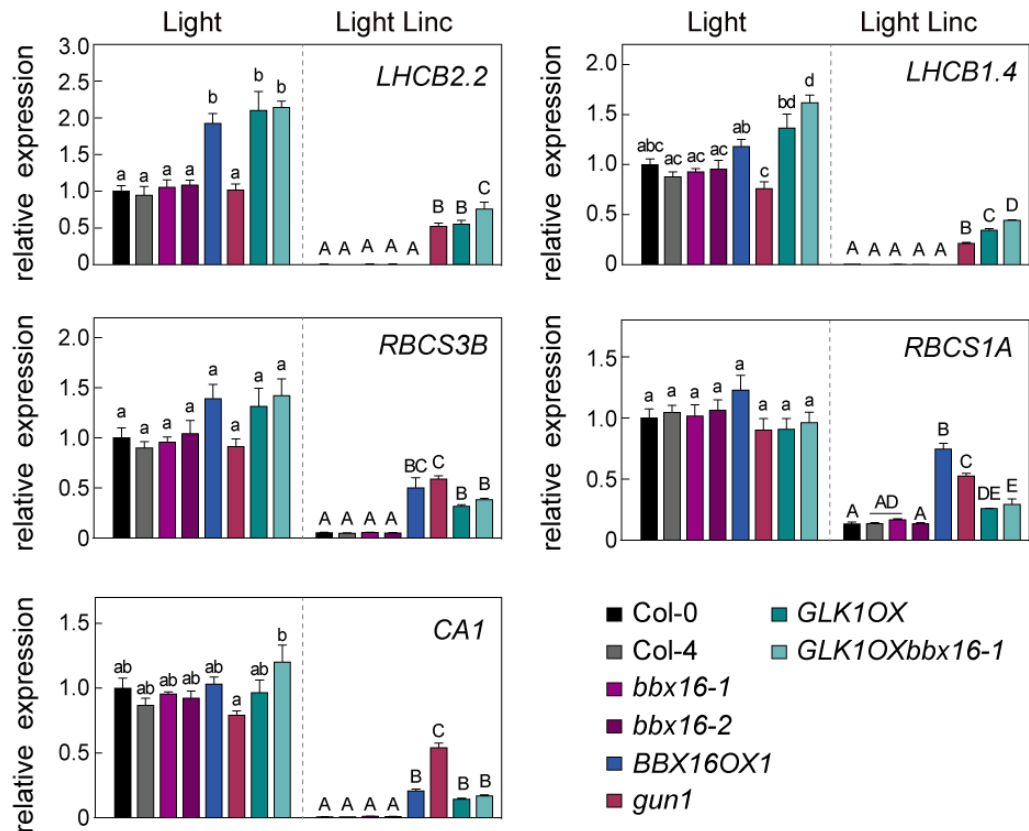 Light Light Linc
relative expression
3.0
2.5
2.0
1.5
1.0
0.5
0
LHCB2.2
a a a a b a b b
A A A A A B B C
Light Light Linc
relative expression
2.0
1.5
1.0
0.5
0
LHCB1.4
abc ac ac ac ab c bd d
A A A A A B C D
relative expression
2.0
1.5
1.0
0.5
0
RBCS3B
a a a a a a a a
A A A A BC C B B
relative expression
1.5
1.0
0.5
0
RBCS1A
a a a a a a a a
A AD A B C DE E
relative expression
1.5
1.0
0.5
0
CA1
ab ab ab ab ab a ab b
A A A A B C B B
Col-0
Col-4
bbx16-1
bbx16-2
BBX16OX1
gun1
GLK1OX
GLK1OXbbx16-1